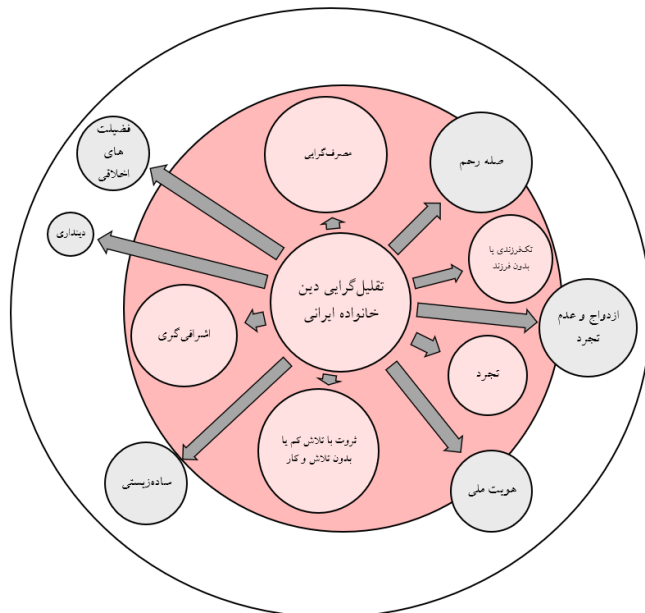 مصرف‌گرایی
صله رحم
فضیلت
های
اخلاقی
دینداری
تک‌فرزندی یا
بدون فرزند
تقلیل‌گرایی دین
خانواده ایرانی
ازدواج و عدم
تجرد
اشرافی‌گری
تجرد
ثروت با تلاش کم یا
بدون تلاش و کار
ساده‌زیستی
هویت ملی